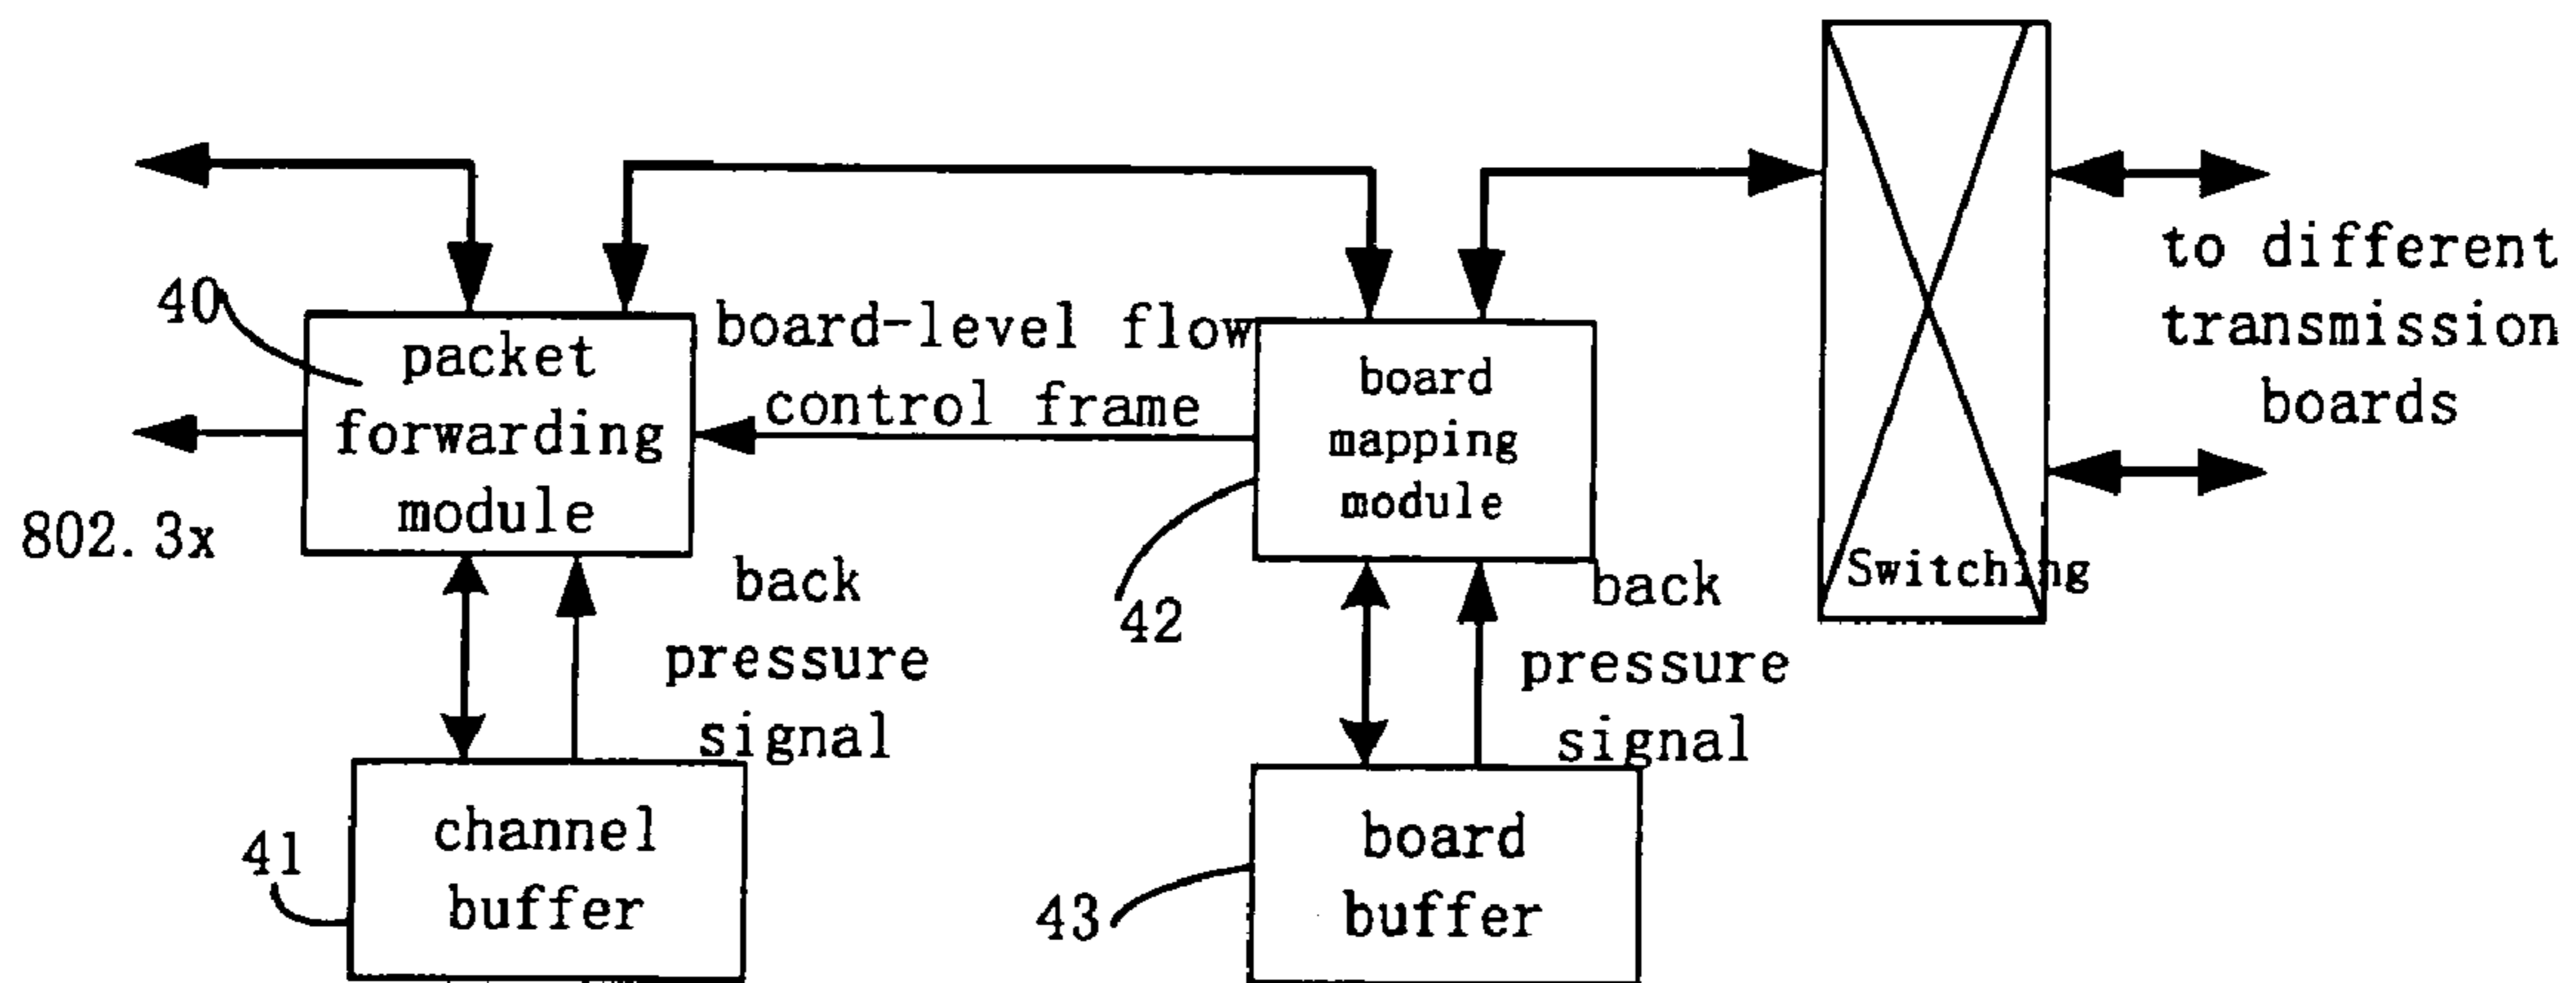 40
packet
forwarding
module
802.3x
board-level flow
control frame
board
mapping
module
42
Switching
to different
transmission
boards
back
pressure
signal
back
pressure
signal
41
channel
buffer
43
board
buffer